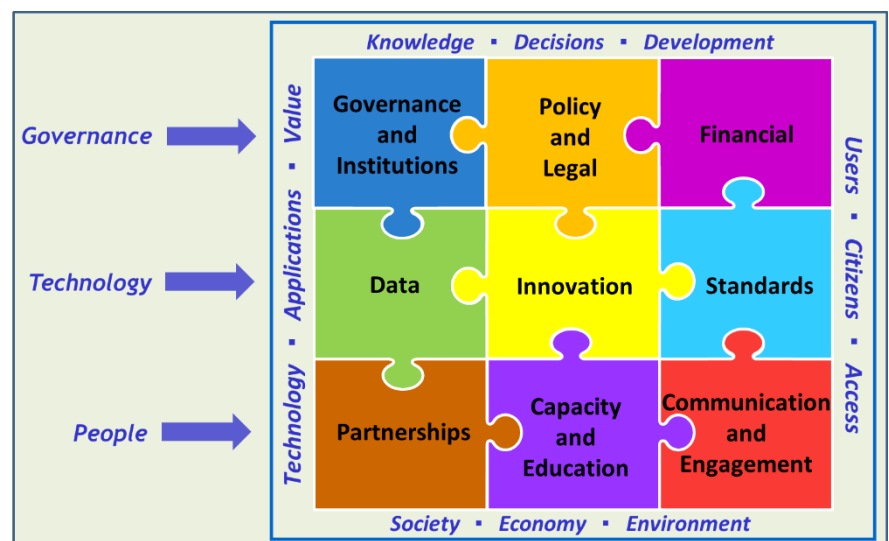 Knowledge ▪ Decisions ▪ Development
Governance
Technology
People
Technology ▪ Applications ▪ Value
Governance
and
Institutions
Policy
and
Legal
Financial
Data
Innovation
Standards
Partnerships
Capacity
and
Education
Communication
and
Engagement
Users ▪ Citizens ▪ Access
Society ▪ Economy ▪ Environment